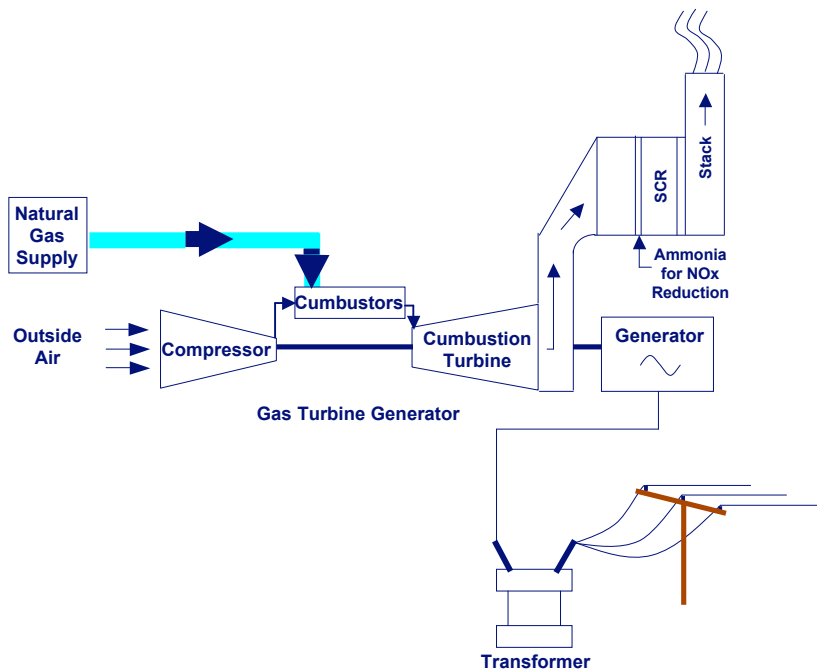 Natural
Gas
Supply
Outside
Air
Compressor
Cumbustors
Cumbustion
Turbine
Gas Turbine Generator
SCR
Stack
Ammonia
for NOx
Reduction
Generator
Transformer